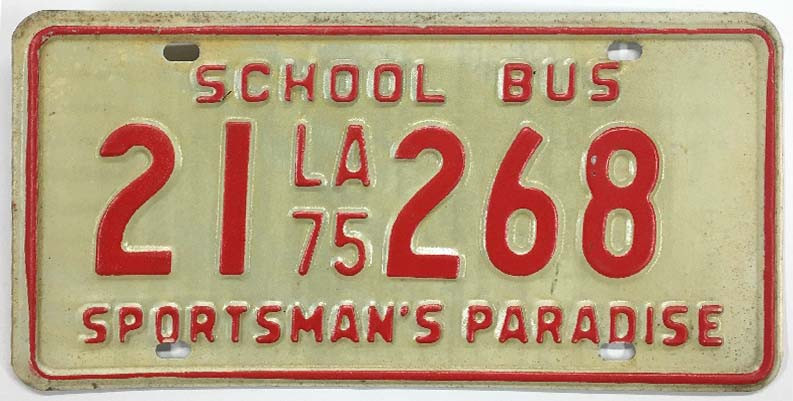 SCHOOL BUS
21 LA 75 268
SPORTSMAN'S PARADISE